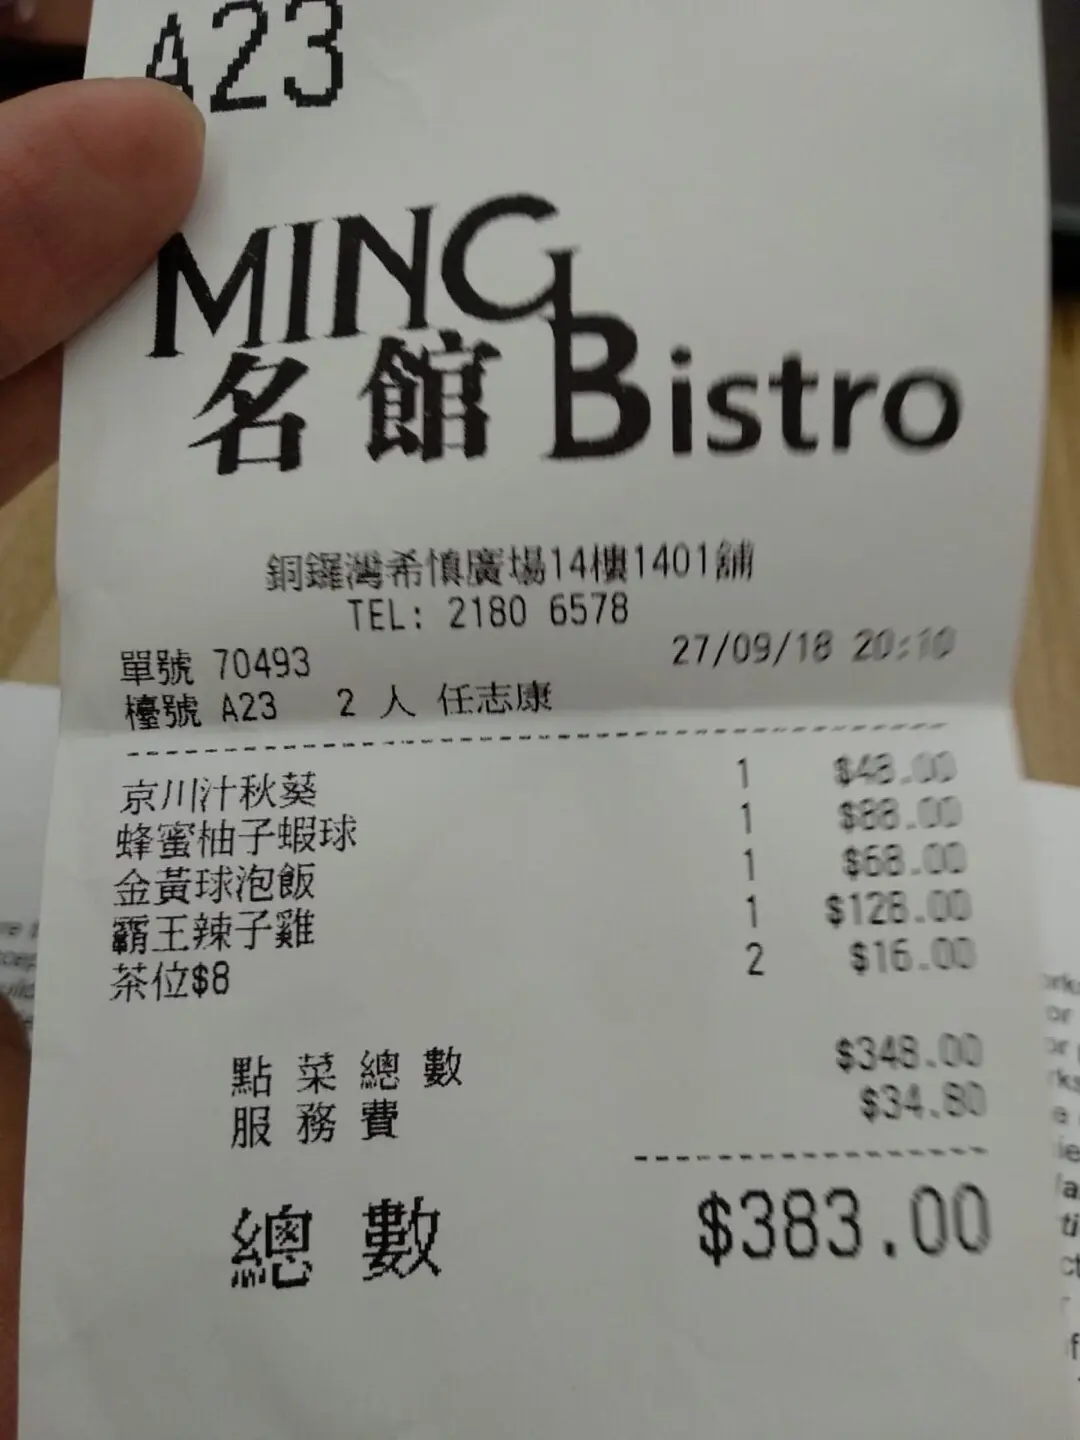 A23
MING
名館 Bistro
銅鑼灣希慎廣場14樓1401舖
TEL: 2180 6578
單號 70493 27/09/18 20:10
檯號 A23 2 人 任志康
京川汁秋葵 1 $48.00
蜂蜜柚子蝦球 1 $88.00
金黃球泡飯 1 $68.00
霸王辣子雞 1 $128.00
茶位$8 2 $16.00
點菜總數 $348.00
服務費 $34.80
總數 $383.00